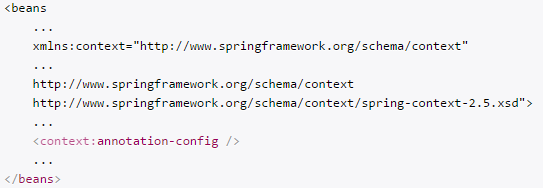 <beans
...
xmlns:context="http://www.springframework.org/schema/context"
...
http://www.springframework.org/schema/context
http://www.springframework.org/schema/context/spring-context-2.5.xsd">
...
<context:annotation-config />
...
</beans>